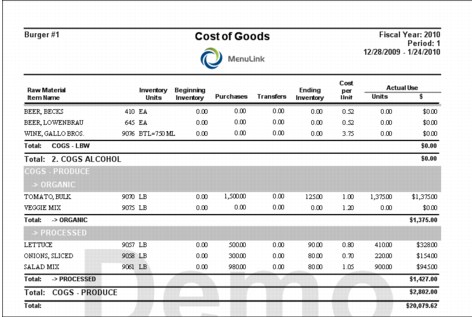 Burger #1 Cost of Goods Fiscal Year: 2010
Period: 1
MenuLink 12/28/2009 - 1/24/2010
Raw Material Item Name Inventory Units Beginning Inventory Purchases Transfers Ending Inventory Cost per Unit Actual Use Units $
BEER, BECKS 410 EA 0.00 0.00 0.00 0.00 0.52 0.00 $0.00
BEER, LOWENBRAU 645 EA 0.00 0.00 0.00 0.00 0.52 0.00 $0.00
WINE, GALLO BROS. 9076 BTL=750 ML 0.00 0.00 0.00 0.00 3.75 0.00 $0.00
Total: COGS - LBW $0.00
Total: 2. COGS ALCOHOL $0.00
COGS - PRODUCE
-> ORGANIC
TOMATO, BULK 9070 LB 0.00 1,500.00 0.00 125.00 1.00 1,375.00 $1,375.00
VEGGIE MIX 9075 LB 0.00 0.00 0.00 0.00 1.20 0.00 $0.00
Total: -> ORGANIC $1,375.00
-> PROCESSED
LETTUCE 9057 LB 0.00 500.00 0.00 90.00 0.80 410.00 $328.00
ONIONS, SLICED 9058 LB 0.00 300.00 0.00 80.00 0.70 220.00 $154.00
SALAD MIX 9061 LB 0.00 980.00 0.00 80.00 1.05 900.00 $945.00
Total: -> PROCESSED $1,427.00
Total: COGS - PRODUCE $2,802.00
Total: $20,079.62
Demo